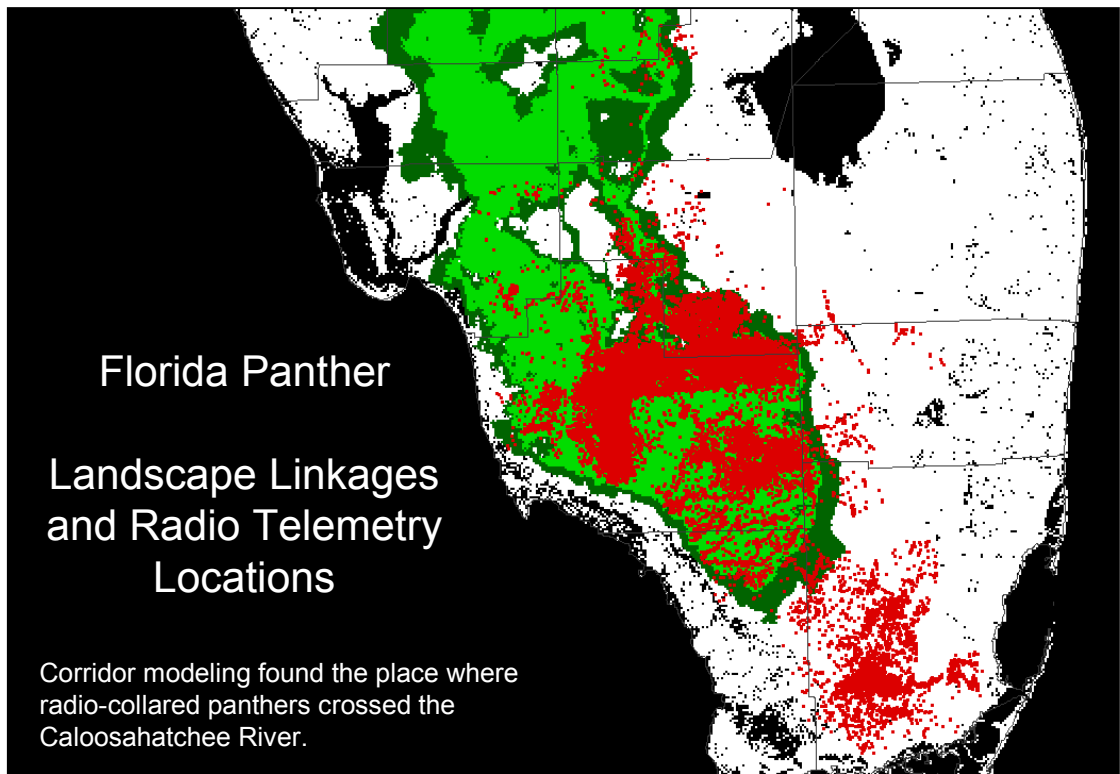 Florida Panther
Landscape Linkages
and Radio Telemetry
Locations
Corridor modeling found the place where
radio-collared panthers crossed the
Caloosahatchee River.